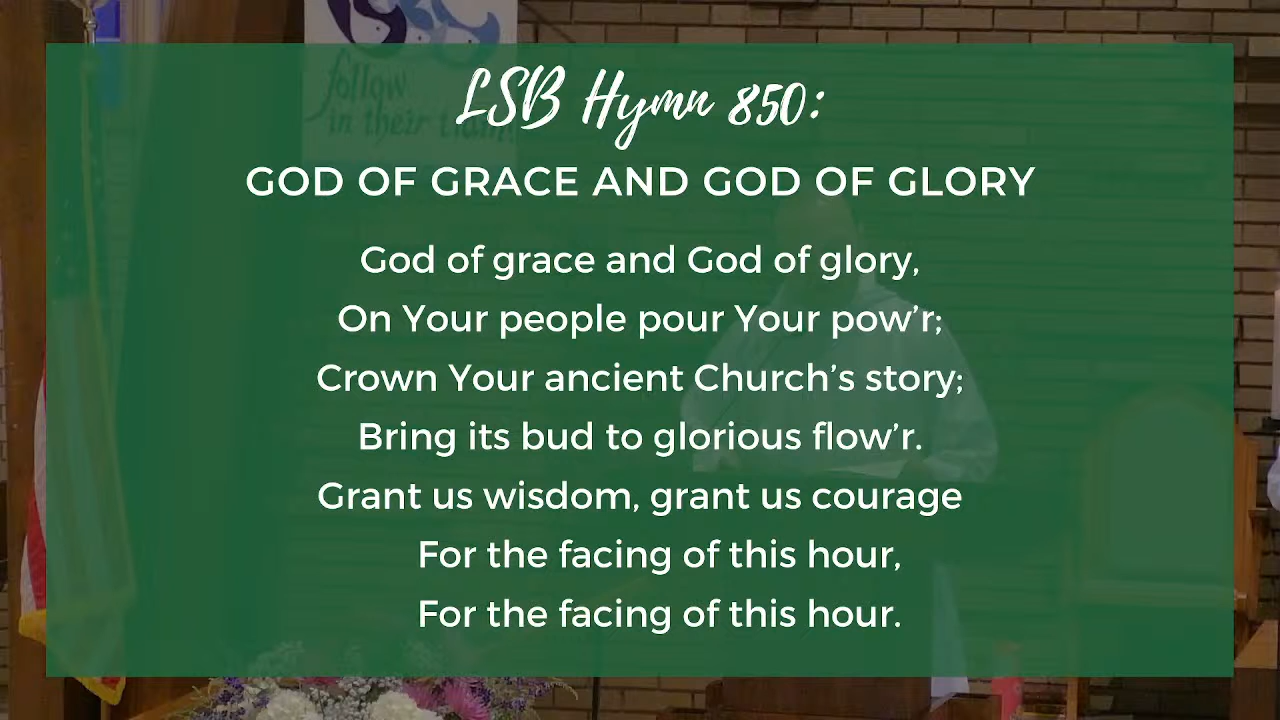 follow
in their
LSB Hymn 850:
GOD OF GRACE AND GOD OF GLORY
God of grace and God of glory,
On Your people pour Your pow’r;
Crown Your ancient Church’s story;
Bring its bud to glorious flow’r.
Grant us wisdom, grant us courage
For the facing of this hour,
For the facing of this hour.